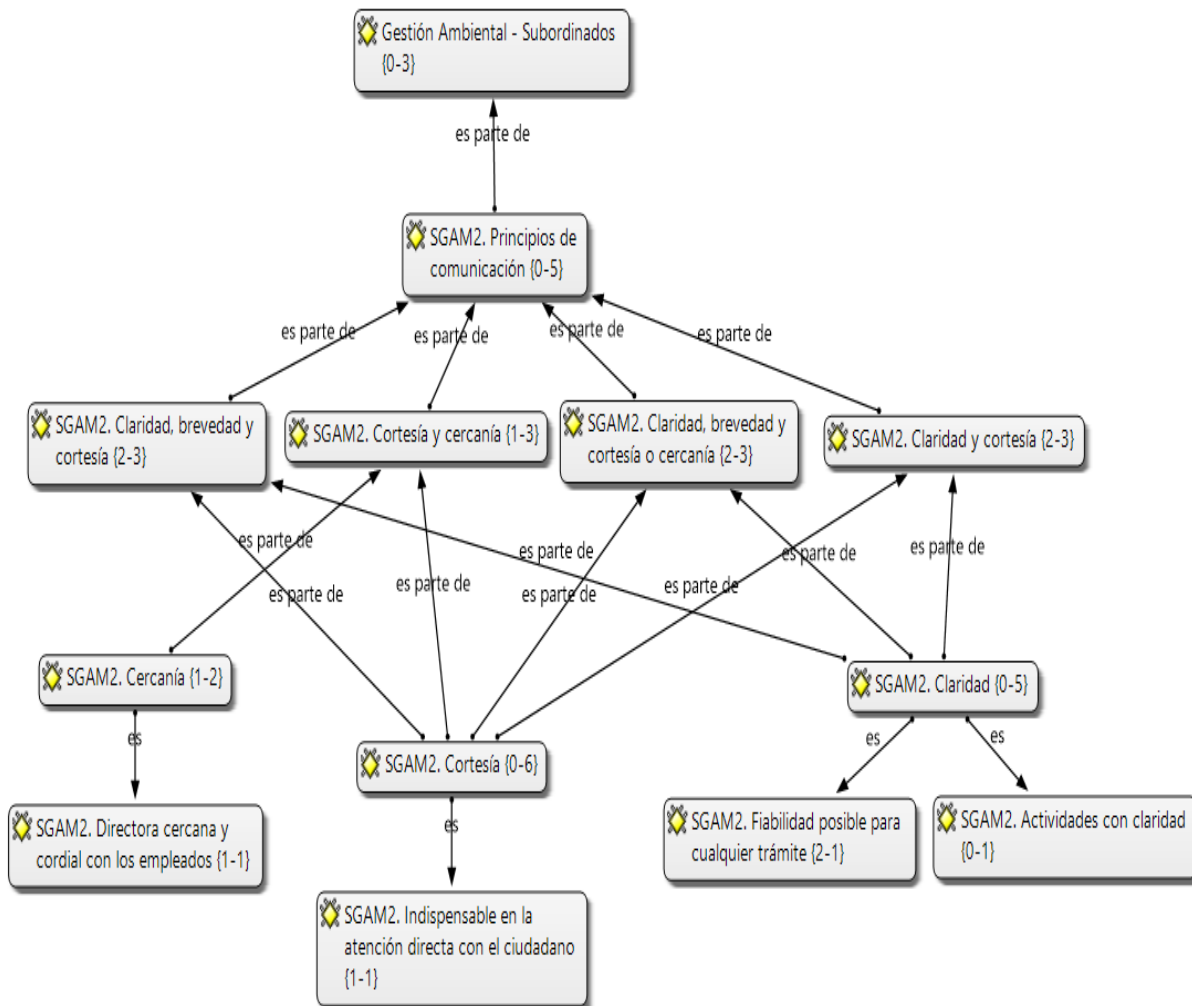 Gestión Ambiental - Subordinados
{0-3}
es parte de
SGAM2. Principios de
comunicación {0-5}
es parte de
es parte de
es parte de
es parte de
SGAM2. Claridad, brevedad y
cortesía {2-3}
SGAM2. Cortesía y cercanía {1-3}
SGAM2. Claridad, brevedad y
cortesía o cercanía {2-3}
SGAM2. Claridad y cortesía {2-3}
es parte de
es parte de
es parte de
es parte de
es parte de
es parte de
es parte de
es parte de
SGAM2. Cercanía {1-2}
SGAM2. Claridad {0-5}
es
SGAM2. Cortesía {0-6}
es
es
SGAM2. Directora cercana y
cordial con los empleados {1-1}
es
SGAM2. Fiabilidad posible para
cualquier trámite {2-1}
SGAM2. Actividades con claridad
{0-1}
SGAM2. Indispensable en la
atención directa con el ciudadano
{1-1}